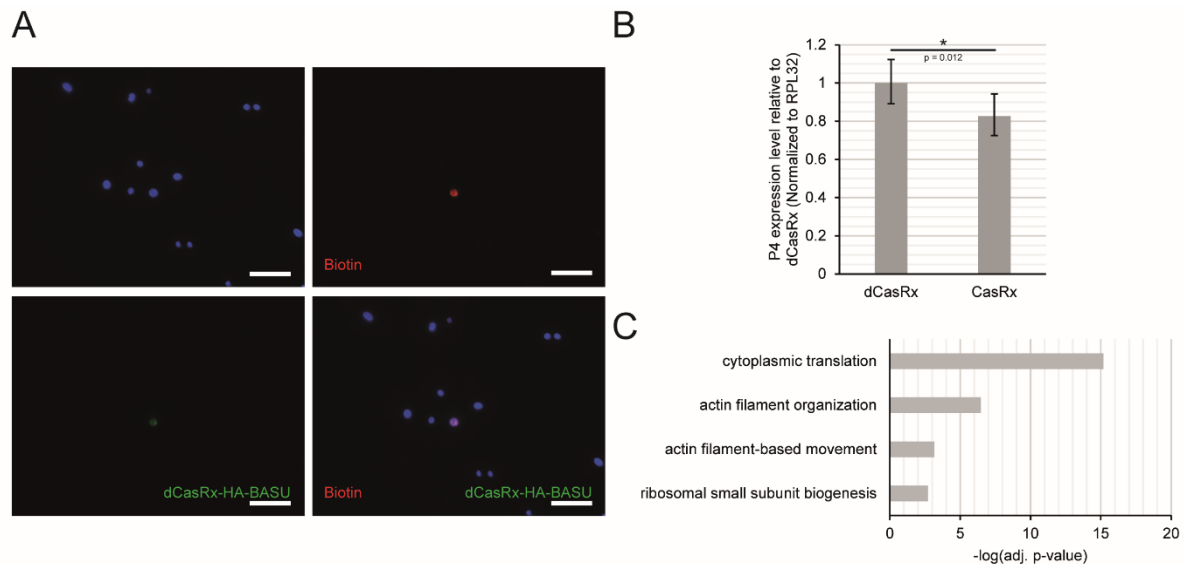 A
Biotin
dCasRx-HA-BASU
Biotin
dCasRx-HA-BASU
B
P4 expression level relative to
dCasRx (Normalized to RPL32)
1.2
1
0.8
0.6
0.4
0.2
0
*
p = 0.012
dCasRx
CasRx
C
cytoplasmic translation
actin filament organization
actin filament-based movement
ribosomal small subunit biogenesis
0
5
10
15
20
-log(adj. p-value)